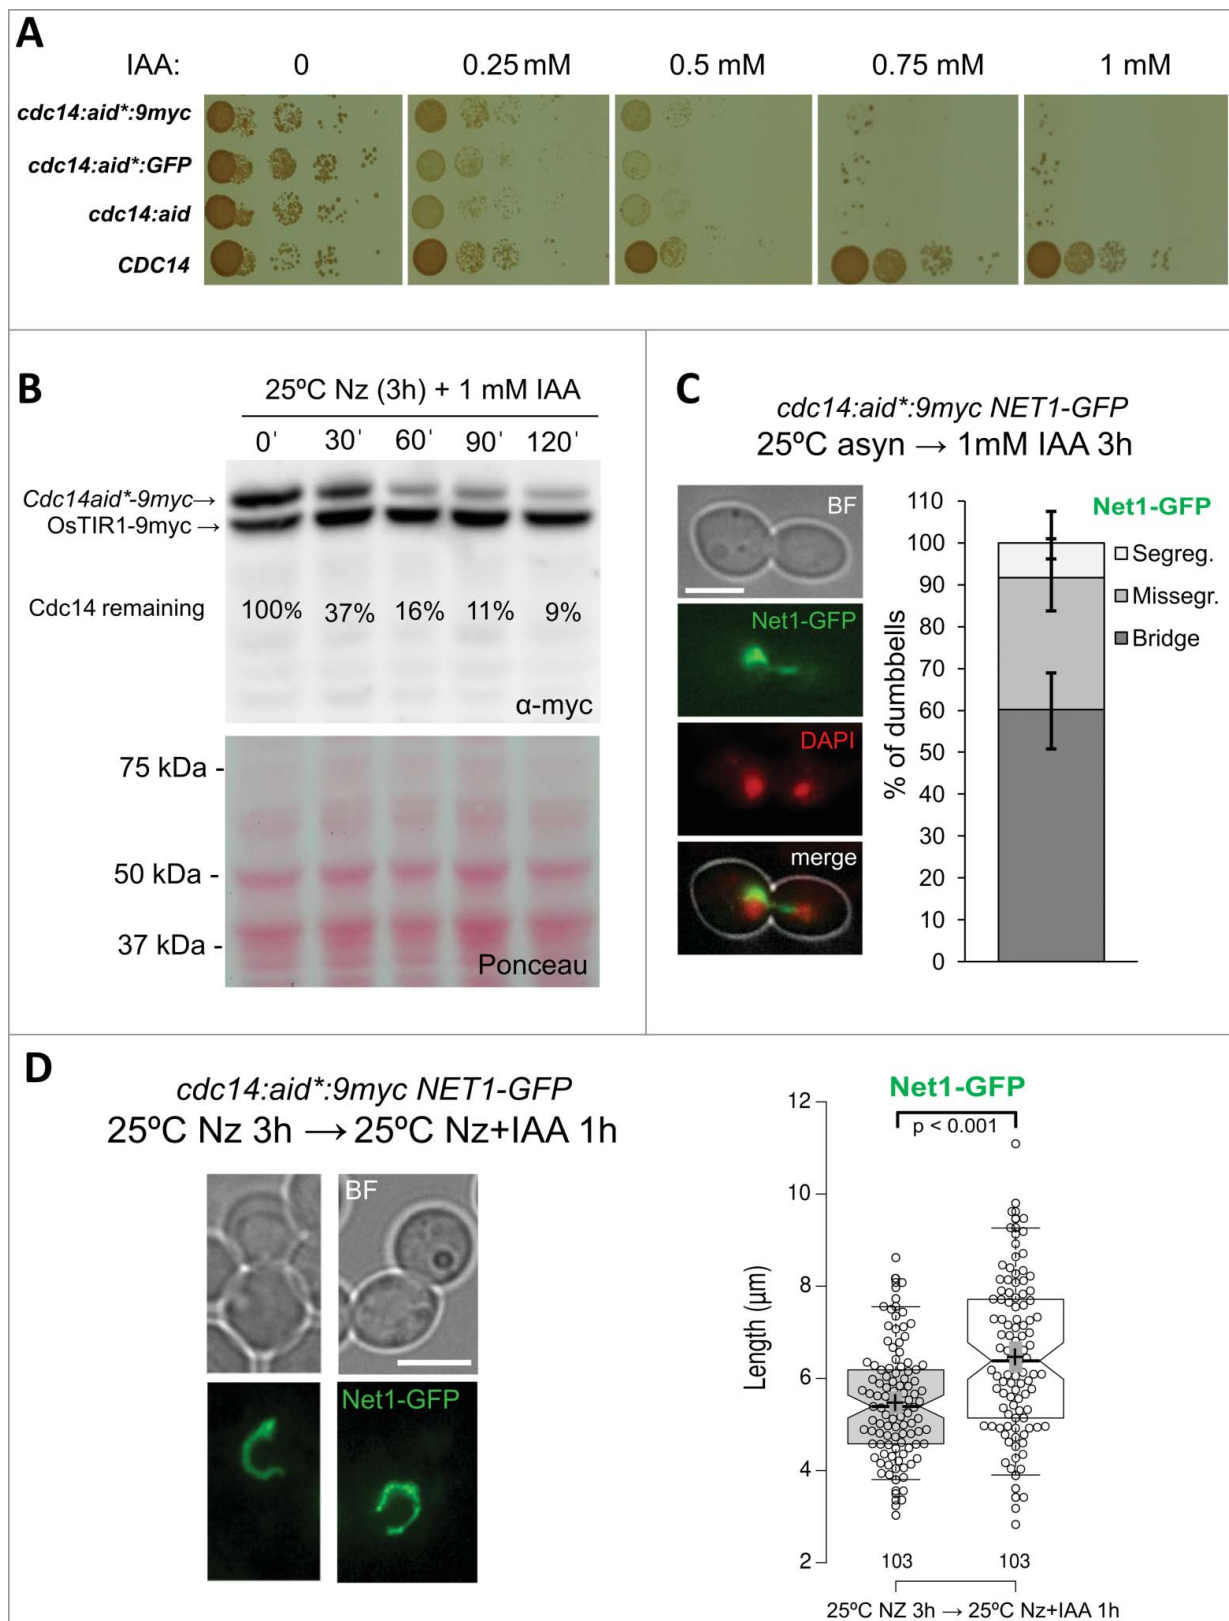 A
IAA: 0 0.25 mM 0.5 mM 0.75 mM 1 mM
cdc14:aid*:9myc
cdc14:aid*:GFP
cdc14:aid
CDC14
B
25ºC Nz (3h) + 1 mM IAA
0' 30' 60' 90' 120'
Cdc14aid*-9myc→
OsTIR1-9myc →
Cdc14 remaining 100% 37% 16% 11% 9%
α-myc
75 kDa -
50 kDa -
37 kDa -
Ponceau
C
cdc14:aid*:9myc NET1-GFP
25ºC asyn → 1mM IAA 3h
BF
Net1-GFP
DAPI
merge
% of dumbbells
110
100
90
80
70
60
50
40
30
20
10
0
Net1-GFP
Segreg.
Missegr.
Bridge
D
cdc14:aid*:9myc NET1-GFP
25ºC Nz 3h → 25ºC Nz+IAA 1h
BF
Net1-GFP
Net1-GFP
p < 0.001
Length (µm)
12
10
8
6
4
2
103 103
25ºC NZ 3h → 25ºC Nz+IAA 1h